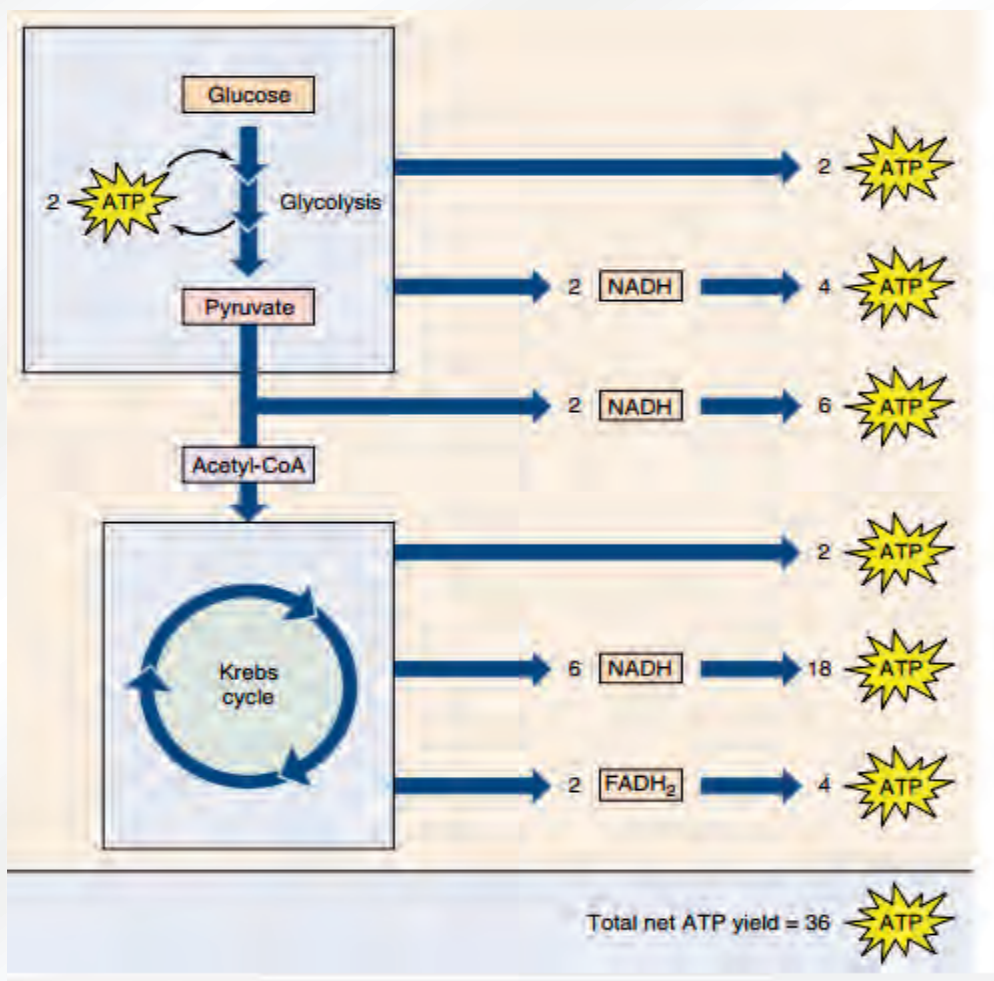 Glucose
2 ATP
2 ATP
Glycolysis
2 NADH 4 ATP
Pyruvate
2 NADH 6 ATP
Acetyl-CoA
2 ATP
Krebs
cycle
6 NADH 18 ATP
2 FADH₂ 4 ATP
Total net ATP yield = 36 ATP